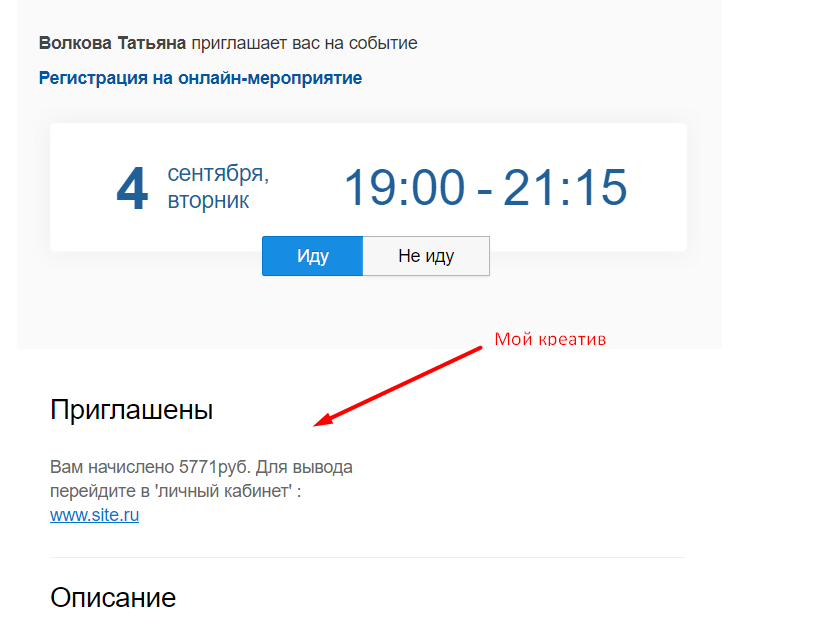 Волкова Татьяна приглашает вас на событие
Регистрация на онлайн-мероприятие
4 сентября, вторник 19:00 - 21:15
Иду Не иду
Мой креатив
Приглашены
Вам начислено 5771руб. Для вывода
перейдите в 'личный кабинет' :
www.site.ru
Описание